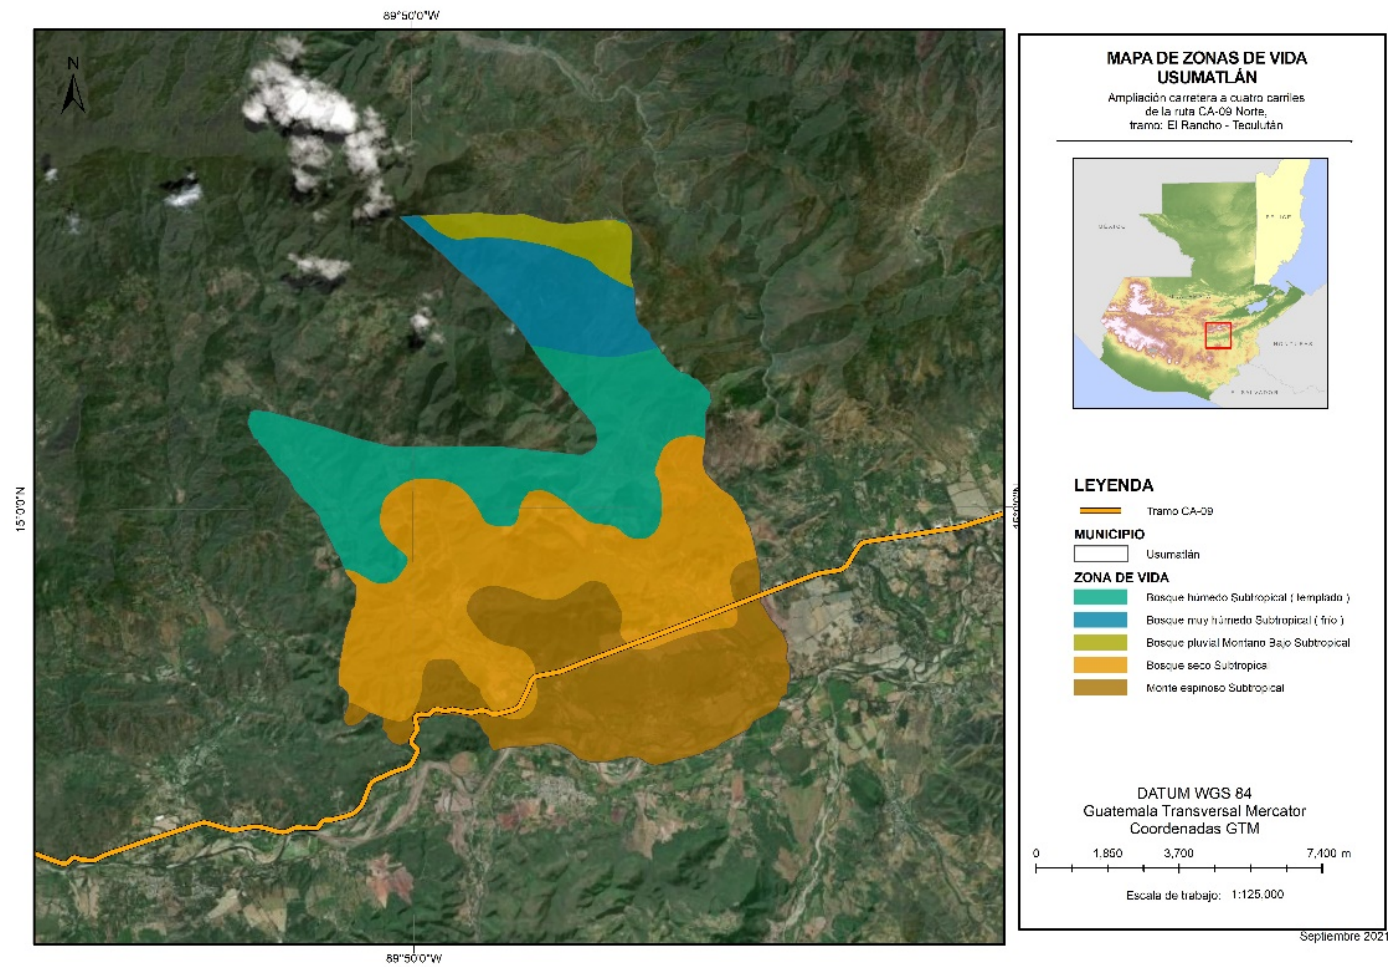 89°50'0"W
N
15°0'0"N
89°50'0"W
MAPA DE ZONAS DE VIDA
USUMATLÁN
Ampliación carretera a cuatro carriles
de la ruta CA-09 Norte,
tramo: El Rancho - Teculután
BELICE
HONDURAS
EL SALVADOR
LEYENDA
Tramo CA-09
MUNICIPIO
Usumatlán
ZONA DE VIDA
Bosque húmedo Subtropical ( templado )
Bosque muy húmedo Subtropical ( frío )
Bosque pluvial Montano Bajo Subtropical
Bosque seco Subtropical
Monte espinoso Subtropical
DATUM WGS 84
Guatemala Transversal Mercator
Coordenadas GTM
0 1,850 3,700 7,400 m
Escala de trabajo: 1:125,000
Septiembre 2021